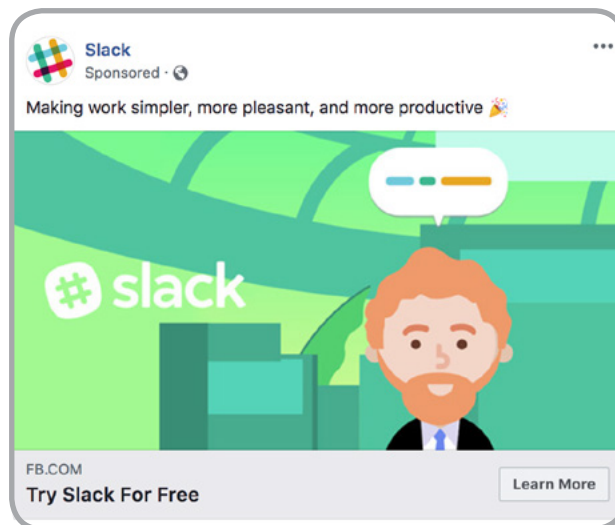 Slack
Sponsored ·
Making work simpler, more pleasant, and more productive 🎉
slack
FB.COM
Try Slack For Free
Learn More